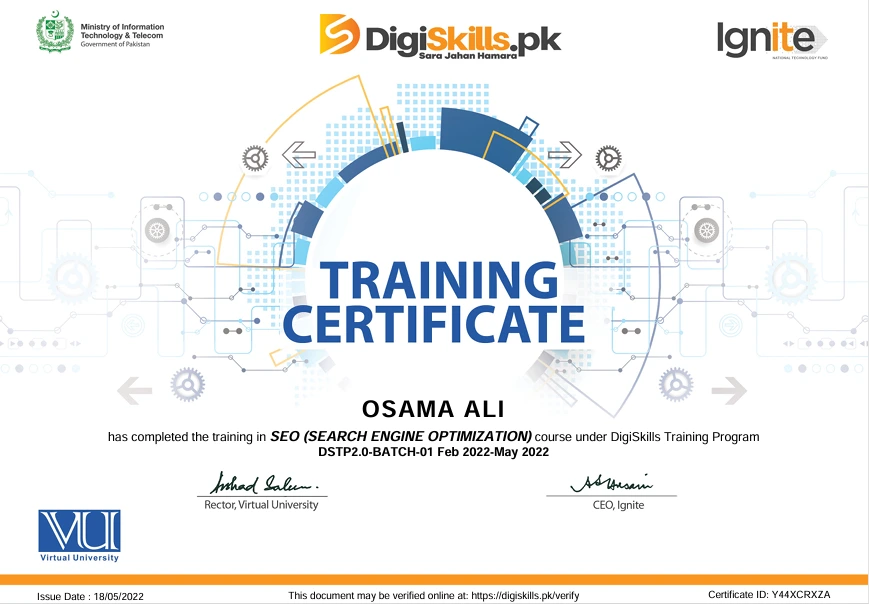 Ministry of Information
Technology & Telecom
Government of Pakistan
DigiSkills.pk
Sara Jahan Hamara
Ignite
NATIONAL TECHNOLOGY FUND
TRAINING
CERTIFICATE
OSAMA ALI
has completed the training in SEO (SEARCH ENGINE OPTIMIZATION) course under DigiSkills Training Program
DSTP2.0-BATCH-01 Feb 2022-May 2022
Rector, Virtual University
CEO, Ignite
VU
Virtual University
Issue Date : 18/05/2022
This document may be verified online at: https://digiskills.pk/verify
Certificate ID: Y44XCRXZA